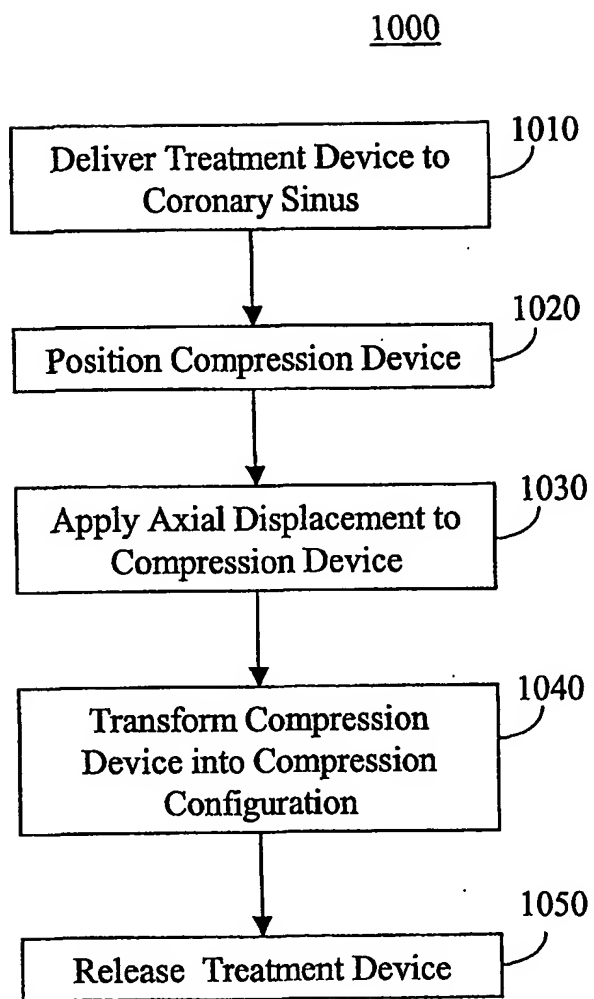 1000
1010
Deliver Treatment Device to
Coronary Sinus
1020
Position Compression Device
1030
Apply Axial Displacement to
Compression Device
1040
Transform Compression
Device into Compression
Configuration
1050
Release Treatment Device